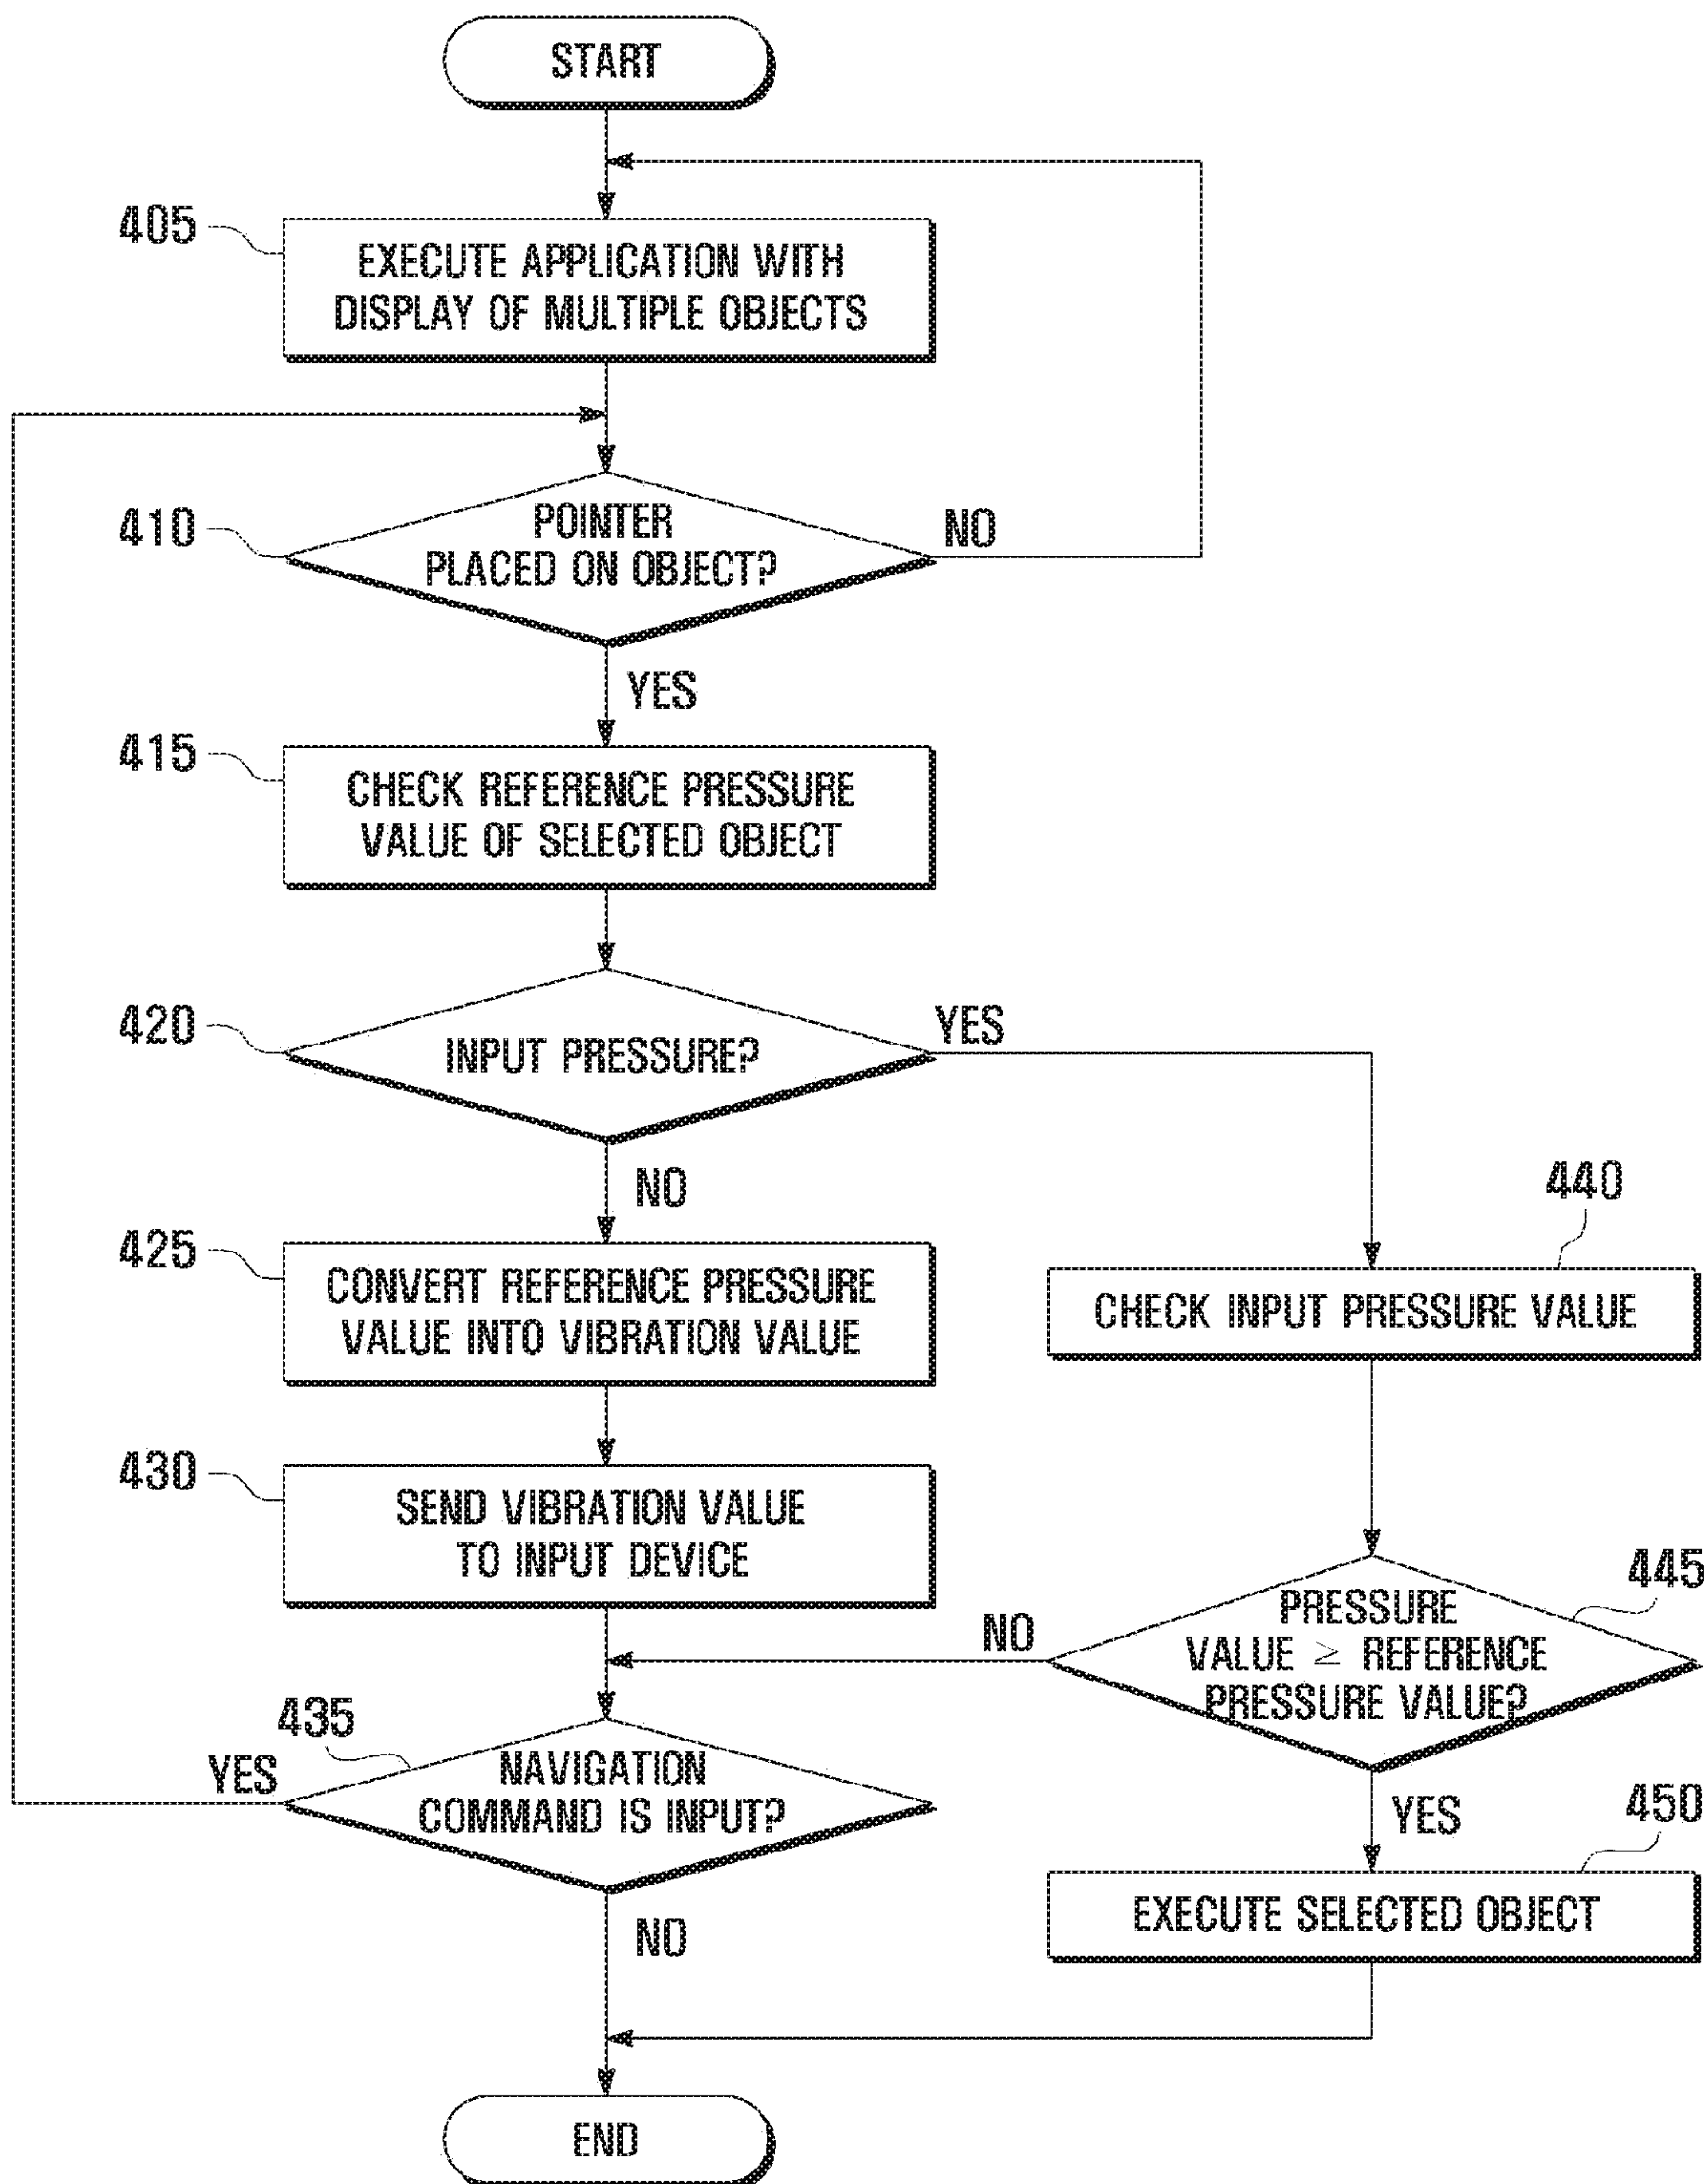 START
405
EXECUTE APPLICATION WITH
DISPLAY OF MULTIPLE OBJECTS
410
POINTER
PLACED ON OBJECT?
NO
YES
415
CHECK REFERENCE PRESSURE
VALUE OF SELECTED OBJECT
420
INPUT PRESSURE?
YES
NO
425
CONVERT REFERENCE PRESSURE
VALUE INTO VIBRATION VALUE
440
CHECK INPUT PRESSURE VALUE
430
SEND VIBRATION VALUE
TO INPUT DEVICE
445
PRESSURE
VALUE ≥ REFERENCE
PRESSURE VALUE?
NO
YES
435
NAVIGATION
COMMAND IS INPUT?
YES
NO
450
EXECUTE SELECTED OBJECT
END